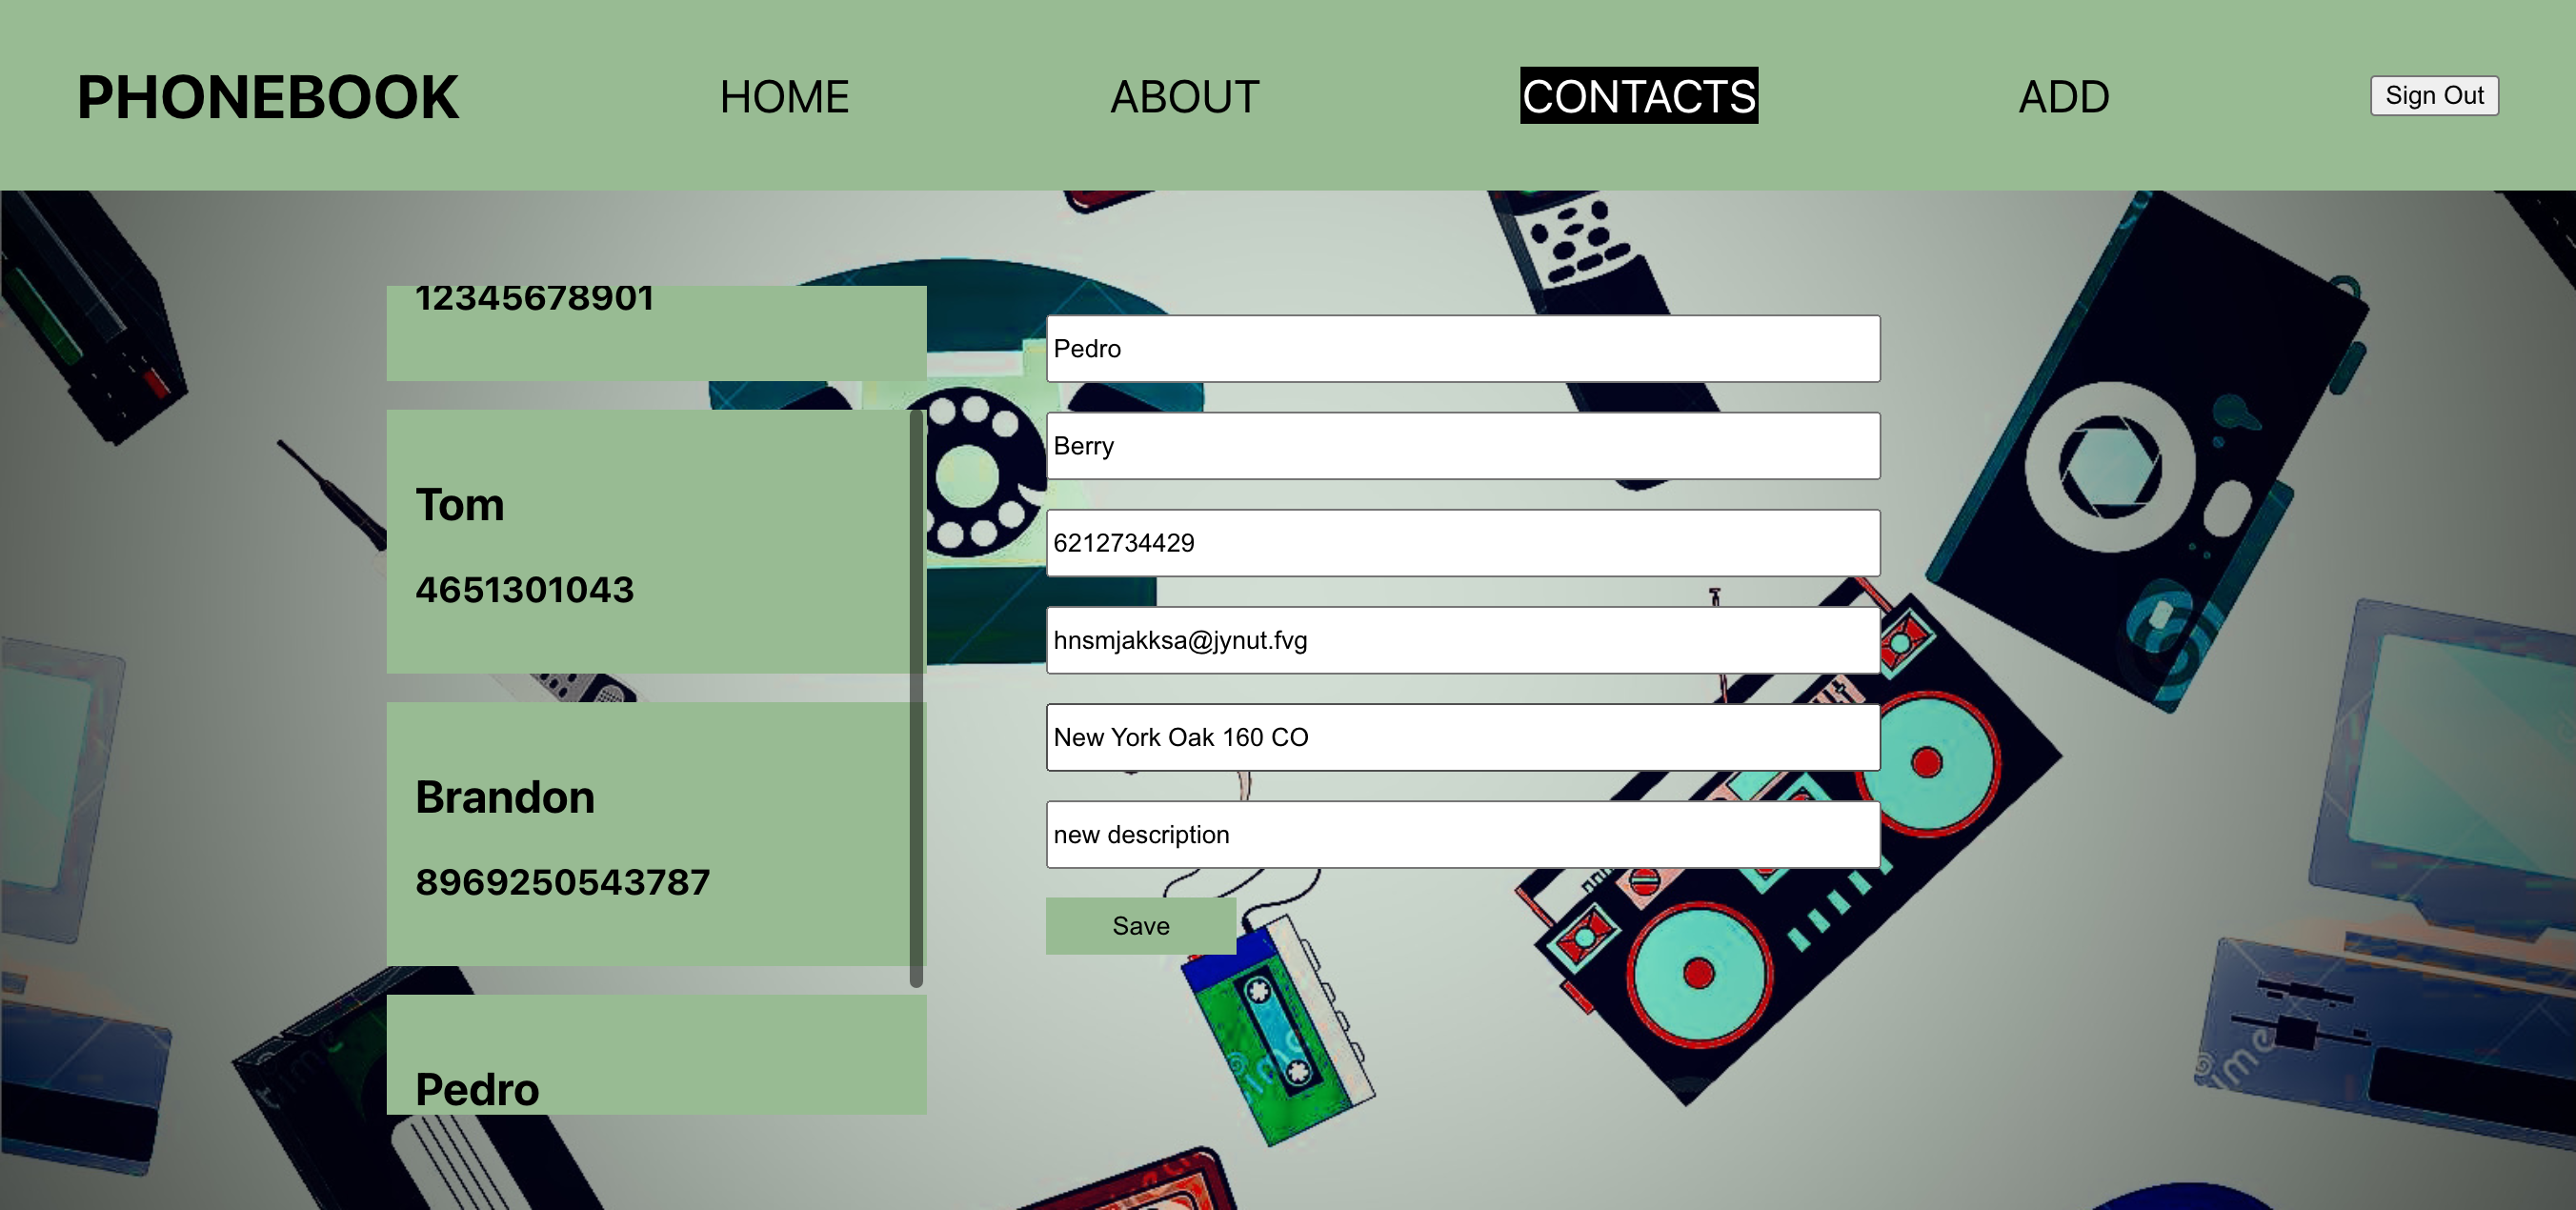 PHONEBOOK HOME ABOUT CONTACTS ADD Sign Out
12345678901
Tom
4651301043
Brandon
8969250543787
Pedro
Pedro
Berry
6212734429
hnsmjakksa@jynut.fvg
New York Oak 160 CO
new description
Save